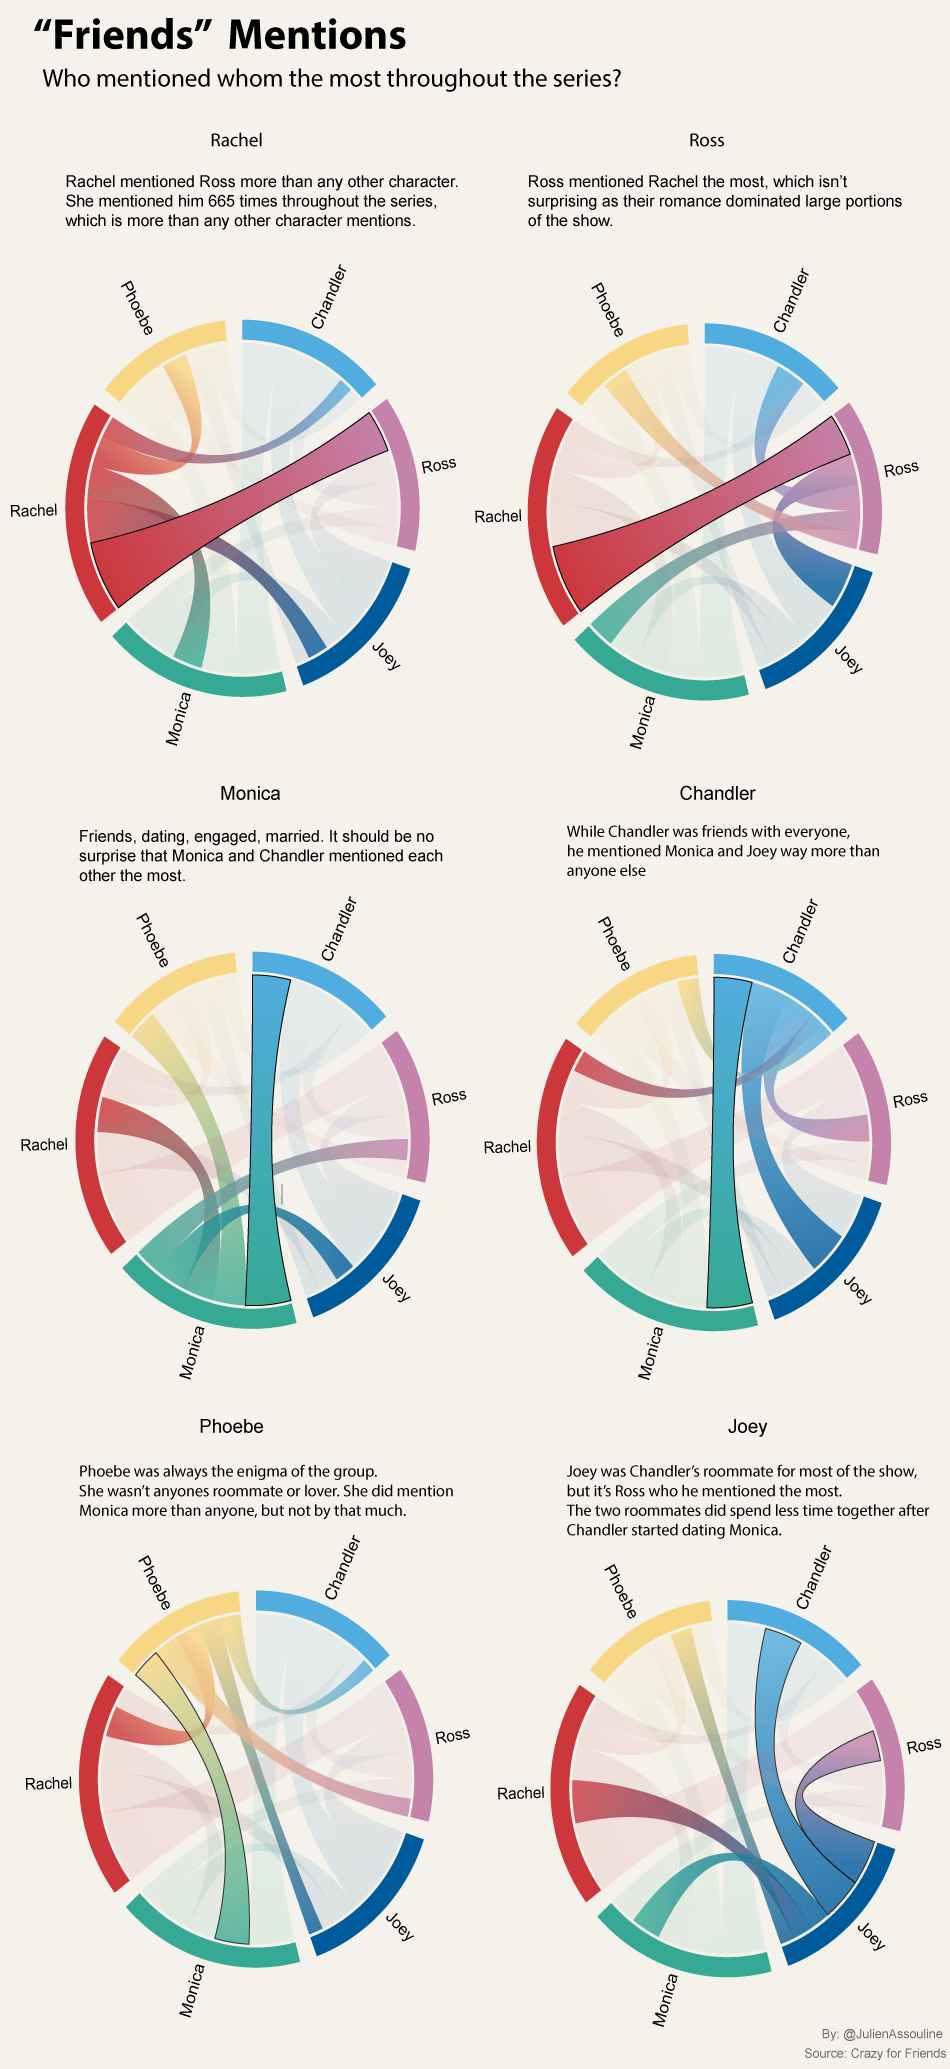 “Friends” Mentions
Who mentioned whom the most throughout the series?
Rachel
Rachel mentioned Ross more than any other character.
She mentioned him 665 times throughout the series,
which is more than any other character mentions.
Phoebe
Chandler
Ross
Rachel
Joey
Monica
Ross
Ross mentioned Rachel the most, which isn’t
surprising as their romance dominated large portions
of the show.
Phoebe
Chandler
Ross
Rachel
Joey
Monica
Monica
Friends, dating, engaged, married. It should be no
surprise that Monica and Chandler mentioned each
other the most.
Phoebe
Chandler
Ross
Rachel
Joey
Monica
Chandler
While Chandler was friends with everyone,
he mentioned Monica and Joey way more than
anyone else
Phoebe
Chandler
Ross
Rachel
Joey
Monica
Phoebe
Phoebe was always the enigma of the group.
She wasn’t anyones roommate or lover. She did mention
Monica more than anyone, but not by that much.
Phoebe
Chandler
Ross
Rachel
Joey
Monica
Joey
Joey was Chandler’s roommate for most of the show,
but it’s Ross who he mentioned the most.
The two roommates did spend less time together after
Chandler started dating Monica.
Phoebe
Chandler
Ross
Rachel
Joey
Monica
By: @JulienAssouline
Source: Crazy for Friends